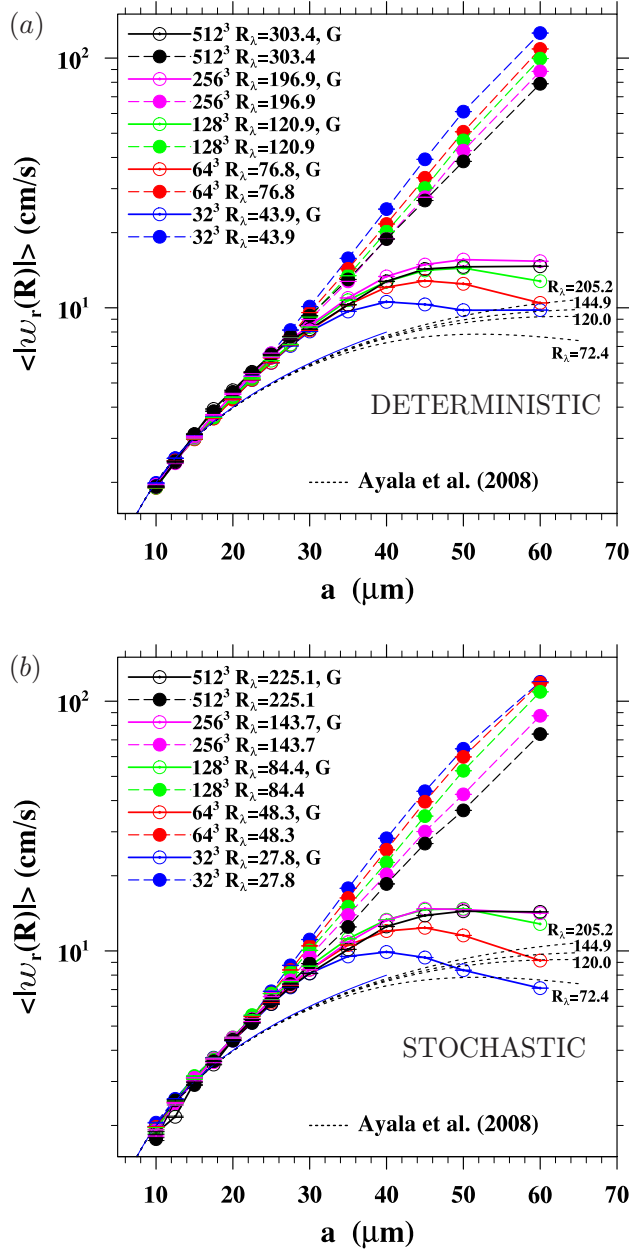 (a)
512³ Rλ=303.4, G
512³ Rλ=303.4
256³ Rλ=196.9, G
256³ Rλ=196.9
128³ Rλ=120.9, G
128³ Rλ=120.9
64³ Rλ=76.8, G
64³ Rλ=76.8
32³ Rλ=43.9, G
32³ Rλ=43.9
10²
10¹
<|w_r(R)|> (cm/s)
Rλ=205.2
144.9
120.0
Rλ=72.4
DETERMINISTIC
Ayala et al. (2008)
10 20 30 40 50 60 70
a (μm)
(b)
512³ Rλ=225.1, G
512³ Rλ=225.1
256³ Rλ=143.7, G
256³ Rλ=143.7
128³ Rλ=84.4, G
128³ Rλ=84.4
64³ Rλ=48.3, G
64³ Rλ=48.3
32³ Rλ=27.8, G
32³ Rλ=27.8
10²
10¹
<|w_r(R)|> (cm/s)
Rλ=205.2
144.9
120.0
Rλ=72.4
STOCHASTIC
Ayala et al. (2008)
10 20 30 40 50 60 70
a (μm)